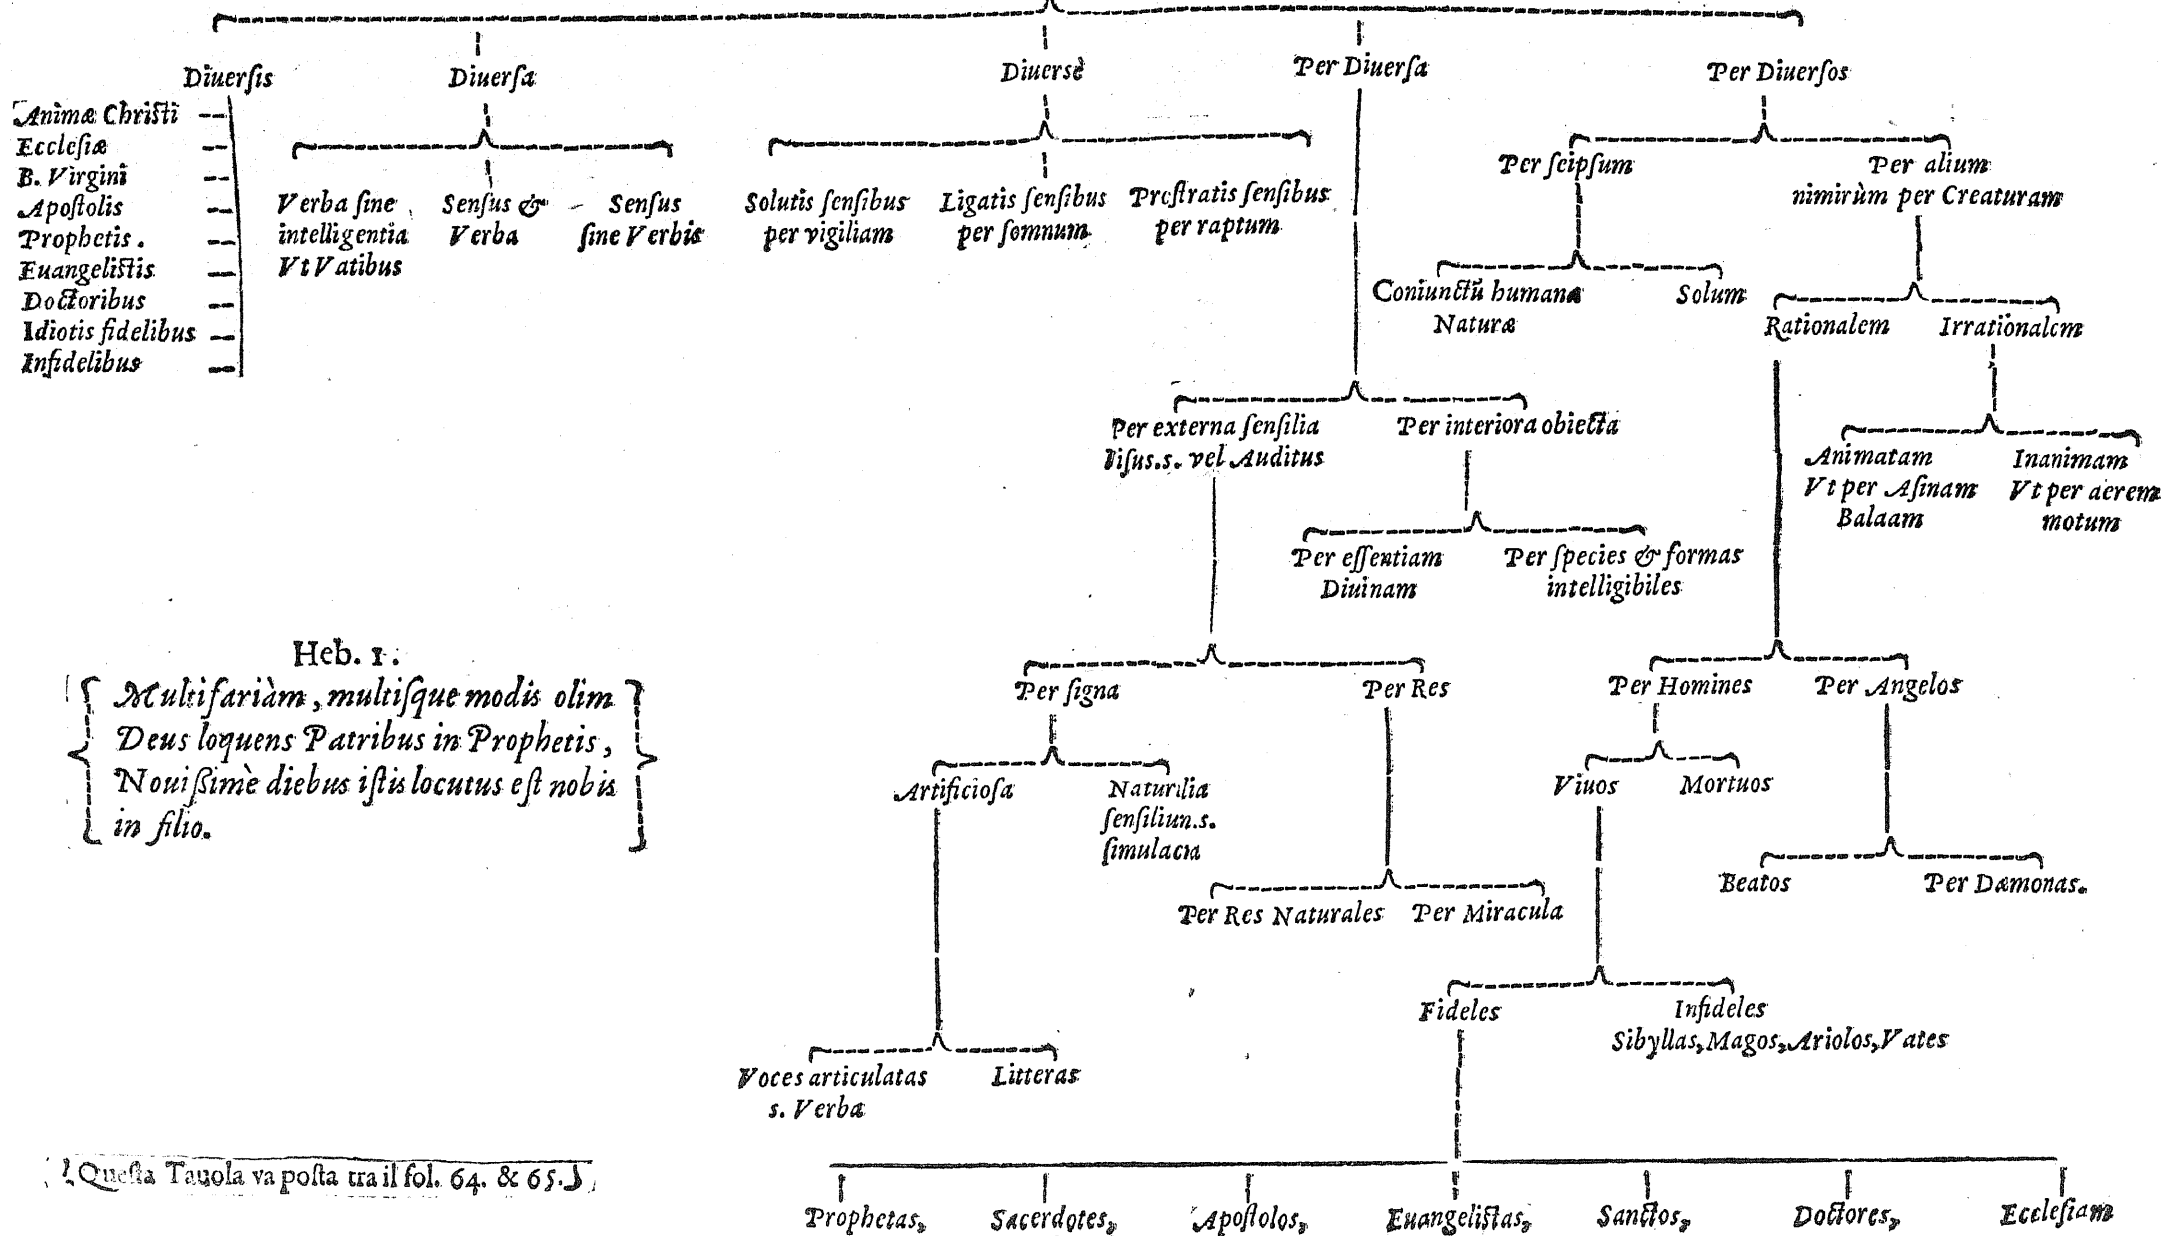 Diuerſis
Diuerſa
Diuersè
Per Diuerſa
Per Diuerſos
Animæ Chriſti
Eccleſiæ
B. Virgini
Apoſtolis
Prophetis.
Euangeliſtis
Doctoribus
Idiotis fidelibus
Infidelibus
Verba ſine
intelligentia
Vt Vatibus
Senſus &
Verba
Senſus
ſine Verbis
Solutis ſenſibus
per vigiliam
Ligatis ſenſibus
per ſomnum
Proſtratis ſenſibus
per raptum
Per ſeipſum
Per alium
nimirùm per Creaturam
Coniunctũ humanæ
Naturæ
Solum
Rationalem
Irrationalem
Per externa ſenſilia
Viſus.s. vel Auditus
Per interiora obiecta
Animatam
Vt per Aſinam
Balaam
Inanimam
Vt per aerem
motum
Per eſſentiam
Diuinam
Per ſpecies & formas
intelligibiles
Heb. 1.
Multifariàm, multiſque modis olim
Deus loquens Patribus in Prophetis,
Nouiſsimè diebus iſtis locutus eſt nobis
in filio.
Per ſigna
Per Res
Per Homines
Per Angelos
Artificioſa
Naturalia
ſenſilium.s.
ſimulacra
Viuos
Mortuos
Per Res Naturales
Per Miracula
Beatos
Per Dæmonas.
Fideles
Infideles
Sibyllas, Magos, Ariolos, Vates
Voces articulatas
s. Verba
Litteras
Queſta Tauola va poſta tra il fol. 64. & 65.
Prophetas,
Sacerdotes,
Apoſtolos,
Euangeliſtas,
Sanctos,
Doctores,
Eccleſiam